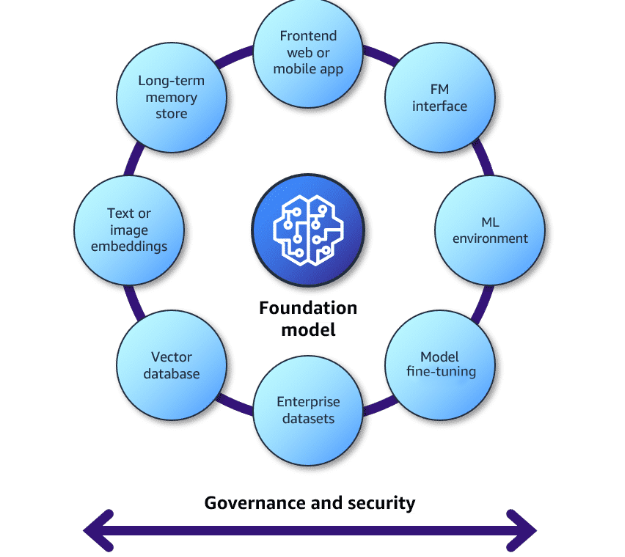 Frontend
web or
mobile app
FM
interface
ML
environment
Model
fine-tuning
Enterprise
datasets
Vector
database
Text or
image
embeddings
Long-term
memory
store
Foundation
model
Governance and security